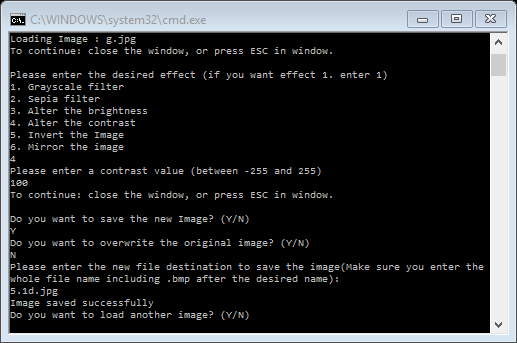 C:\WINDOWS\system32\cmd.exe
Loading Image : g.jpg
To continue: close the window, or press ESC in window.
Please enter the desired effect (if you want effect 1. enter 1)
1. Grayscale filter
2. Sepia filter
3. Alter the brightness
4. Alter the contrast
5. Invert the Image
6. Mirror the image
4
Please enter a contrast value (between -255 and 255)
100
To continue: close the window, or press ESC in window.
Do you want to save the new Image? (Y/N)
Y
Do you want to overwrite the original image? (Y/N)
N
Please enter the new file destination to save the image(Make sure you enter the
whole file name including .bmp after the desired name):
5.1d.jpg
Image saved successfully
Do you want to load another image? (Y/N)